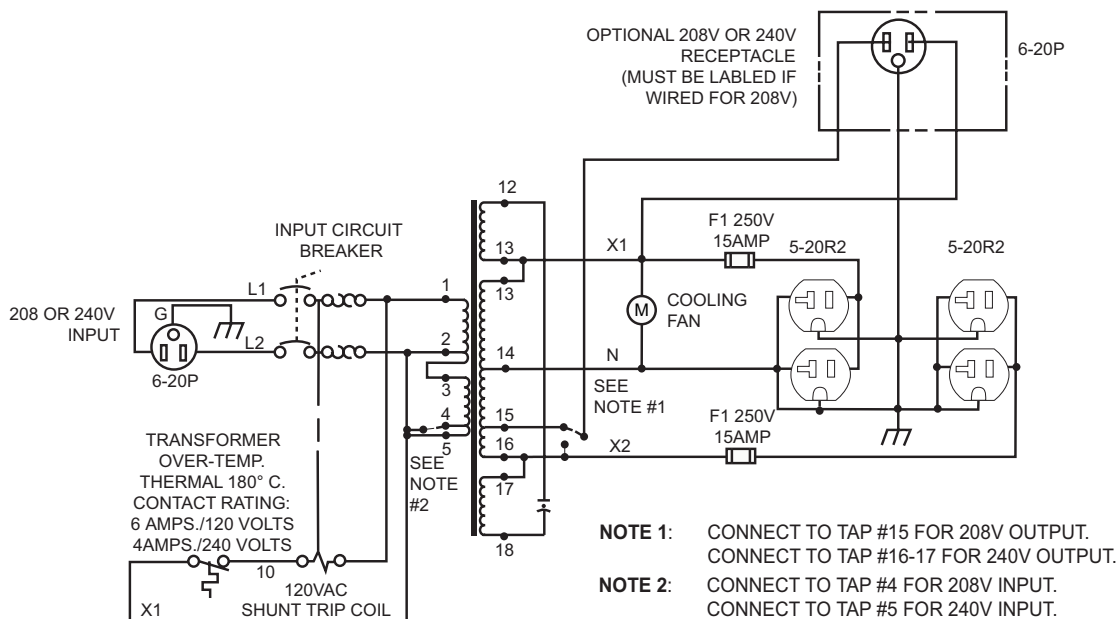 OPTIONAL 208V OR 240V
RECEPTACLE
(MUST BE LABLED IF
WIRED FOR 208V)
6-20P
12
INPUT CIRCUIT
BREAKER
F1 250V
15AMP
X1
13
5-20R2
5-20R2
L1
1
13
208 OR 240V
INPUT
G
M
COOLING
FAN
L2
2
14
N
6-20P
3
SEE
NOTE #1
4
15
F1 250V
15AMP
5
16
X2
TRANSFORMER
OVER-TEMP.
THERMAL 180° C.
CONTACT RATING:
6 AMPS./120 VOLTS
4AMPS./240 VOLTS
SEE
NOTE
#2
17
18
10
120VAC
SHUNT TRIP COIL
X1
NOTE 1: CONNECT TO TAP #15 FOR 208V OUTPUT.
CONNECT TO TAP #16-17 FOR 240V OUTPUT.
NOTE 2: CONNECT TO TAP #4 FOR 208V INPUT.
CONNECT TO TAP #5 FOR 240V INPUT.